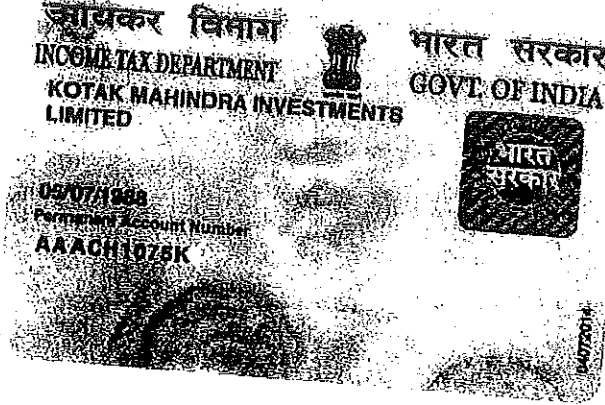 आयकर विभाग
INCOME TAX DEPARTMENT
भारत सरकार
GOVT. OF INDIA
KOTAK MAHINDRA INVESTMENTS
LIMITED
भारत
सरकार
05/07/1988
Permanent Account Number
AAACH1075K
04072014